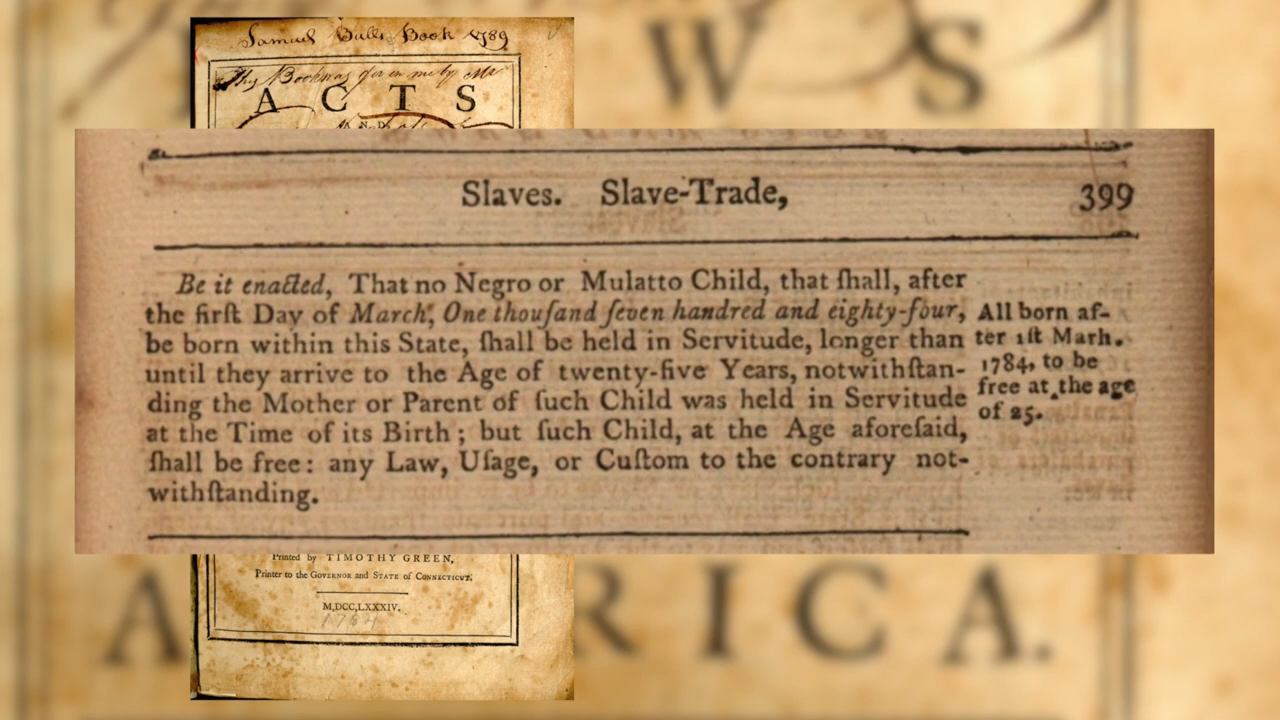 Samuel Bulls Book 1789
This Book was given me by Mr
ACTS
AND
Slaves. Slave-Trade, 399
Be it enacted, That no Negro or Mulatto Child, that ſhall, after
the firſt Day of March, One thouſand ſeven hundred and eighty-four,
be born within this State, ſhall be held in Servitude, longer than
until they arrive to the Age of twenty-five Years, notwithſtan-
ding the Mother or Parent of ſuch Child was held in Servitude
at the Time of its Birth; but ſuch Child, at the Age aforeſaid,
ſhall be free: any Law, Uſage, or Cuſtom to the contrary not-
withſtanding.
All born af-
ter 1ſt Marh.
1784, to be
free at the age
of 25.
Printed by TIMOTHY GREEN,
Printer to the GOVERNOR and STATE of CONNECTICUT.
M,DCC,LXXXIV.
1784
W S
A RICA.